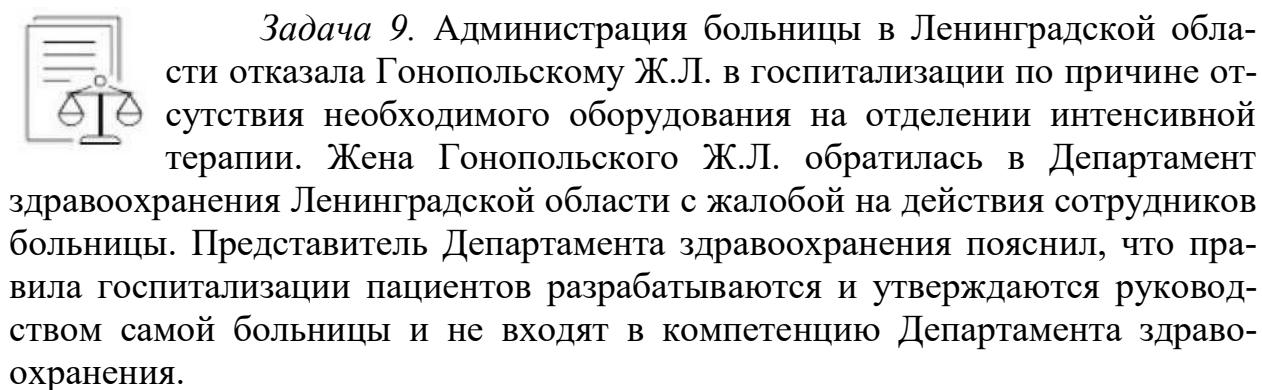 Задача 9. Администрация больницы в Ленинградской обла-
сти отказала Гонопольскому Ж.Л. в госпитализации по причине от-
сутствия необходимого оборудования на отделении интенсивной
терапии. Жена Гонопольского Ж.Л. обратилась в Департамент
здравоохранения Ленинградской области с жалобой на действия сотрудников
больницы. Представитель Департамента здравоохранения пояснил, что пра-
вила госпитализации пациентов разрабатываются и утверждаются руковод-
ством самой больницы и не входят в компетенцию Департамента здраво-
охранения.